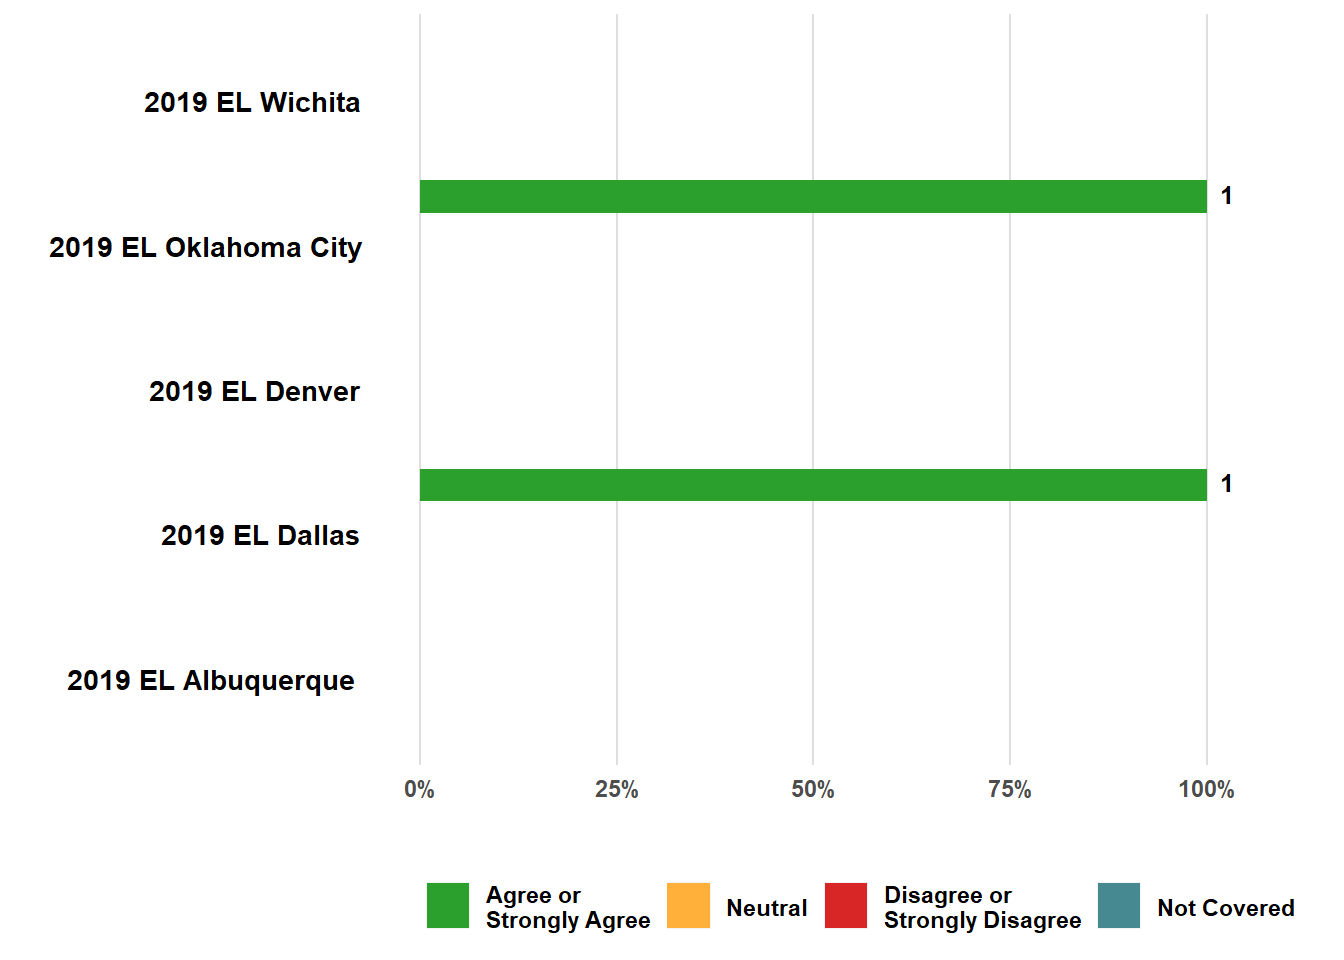 2019 EL Wichita
1
2019 EL Oklahoma City
2019 EL Denver
1
2019 EL Dallas
2019 EL Albuquerque
0% 25% 50% 75% 100%
Agree or
Strongly Agree
Neutral
Disagree or
Strongly Disagree
Not Covered